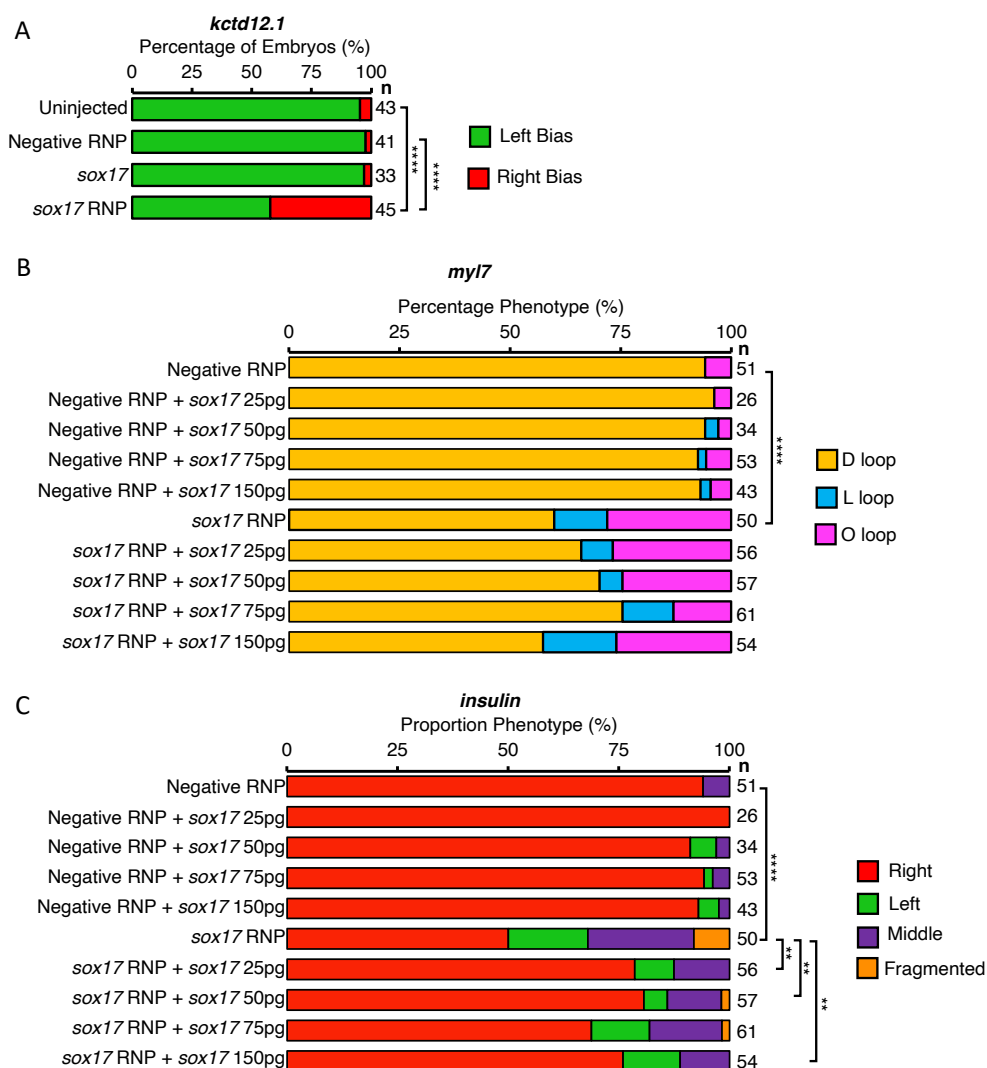 A
kctd12.1
Percentage of Embryos (%)
0 25 50 75 100
n
Uninjected 43
Negative RNP 41
sox17 33
sox17 RNP 45
****
****
Left Bias
Right Bias
B
myl7
Percentage Phenotype (%)
0 25 50 75 100
n
Negative RNP 51
Negative RNP + sox17 25pg 26
Negative RNP + sox17 50pg 34
Negative RNP + sox17 75pg 53
Negative RNP + sox17 150pg 43
sox17 RNP 50
sox17 RNP + sox17 25pg 56
sox17 RNP + sox17 50pg 57
sox17 RNP + sox17 75pg 61
sox17 RNP + sox17 150pg 54
****
D loop
L loop
O loop
C
insulin
Proportion Phenotype (%)
0 25 50 75 100
n
Negative RNP 51
Negative RNP + sox17 25pg 26
Negative RNP + sox17 50pg 34
Negative RNP + sox17 75pg 53
Negative RNP + sox17 150pg 43
sox17 RNP 50
sox17 RNP + sox17 25pg 56
sox17 RNP + sox17 50pg 57
sox17 RNP + sox17 75pg 61
sox17 RNP + sox17 150pg 54
****
**
**
**
Right
Left
Middle
Fragmented